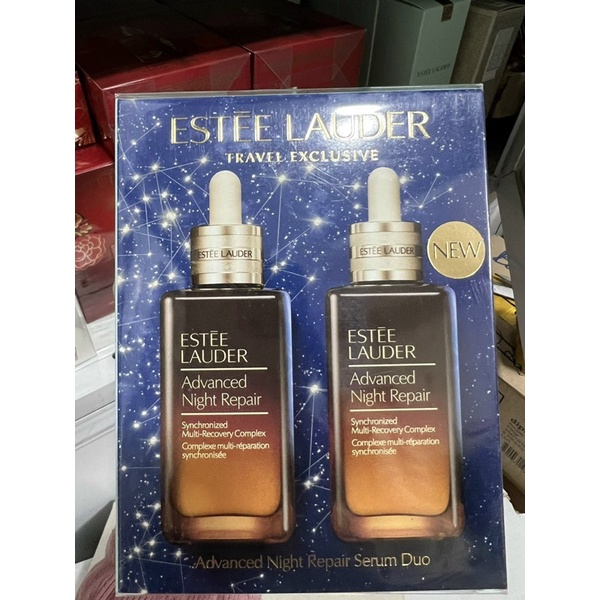 ESTĒE LAUDER
ESTĒE LAUDER
TRAVEL EXCLUSIVE
ESTĒE LAUDER
ESTĒE LAUDER
NEW
ESTĒE
LAUDER
Advanced
Night Repair
Synchronized
Multi-Recovery Complex
Complexe multi-réparation
synchronisée
ESTĒE
LAUDER
Advanced
Night Repair
Synchronized
Multi-Recovery Complex
Complexe multi-réparation
synchronisée
Advanced Night Repair Serum Duo